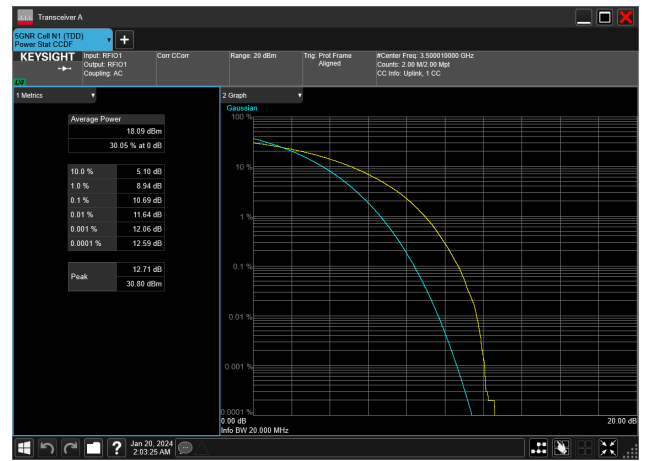 Transceiver A
5GNR Cell N1 (TDD)
Power Stat CCDF
KEYSIGHT
LXI
Input: RFIO1
Output: RFIO1
Coupling: AC
Corr CCorr
Range: 20 dBm
Trig: Prot Frame
Aligned
#Center Freq: 3.500010000 GHz
Counts: 2.00 M/2.00 Mpt
CC Info: Uplink, 1 CC
1 Metrics
Average Power
18.09 dBm
30.05 % at 0 dB
10.0 % 5.10 dB
1.0 % 8.94 dB
0.1 % 10.69 dB
0.01 % 11.64 dB
0.001 % 12.06 dB
0.0001 % 12.59 dB
Peak
12.71 dB
30.80 dBm
2 Graph
Gaussian
100 %
10 %
1 %
0.1 %
0.01 %
0.001 %
0.0001 %
0.00 dB
20.00 dB
Info BW 20.000 MHz
?
Jan 20, 2024
2:03:25 AM